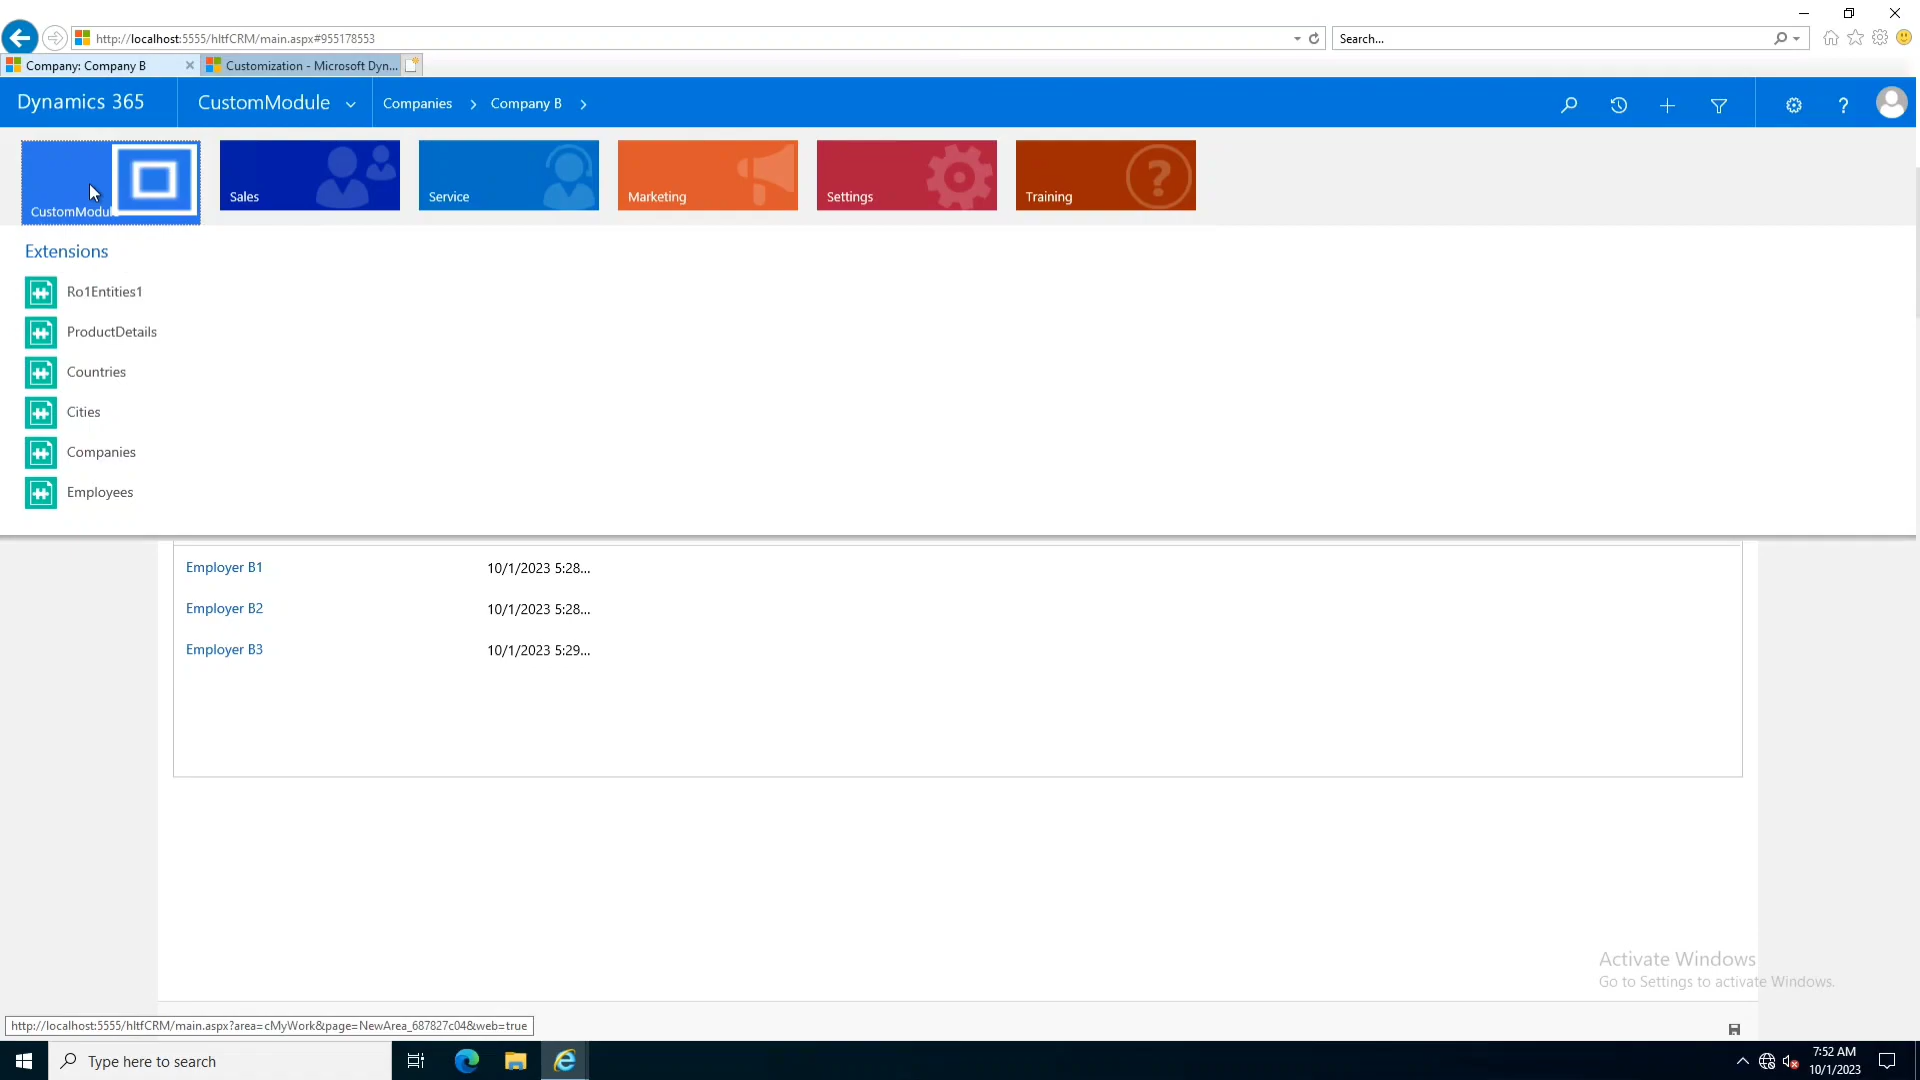 http://localhost:5555/hltfCRM/main.aspx#955178553
Search...
Company: Company B
Customization - Microsoft Dyn...
Dynamics 365
CustomModule
Companies
Company B
CustomModule
Sales
Service
Marketing
Settings
Training
Extensions
Ro1Entities1
ProductDetails
Countries
Cities
Companies
Employees
Employer B1 10/1/2023 5:28...
Employer B2 10/1/2023 5:28...
Employer B3 10/1/2023 5:29...
Activate Windows
Go to Settings to activate Windows.
http://localhost:5555/hltfCRM/main.aspx?area=cMyWork&page=NewArea_687827c04&web=true
Type here to search
7:52 AM
10/1/2023